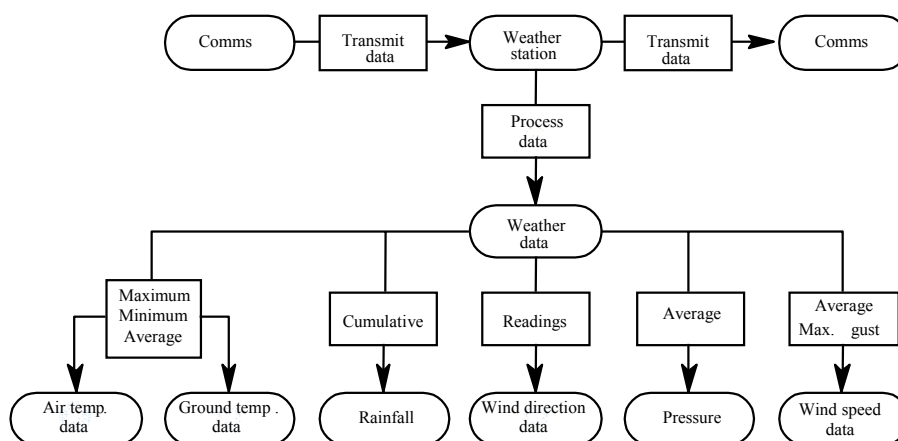 Comms
Transmit
data
Weather
station
Transmit
data
Comms
Process
data
Weather
data
Maximum
Minimum
Average
Cumulative
Readings
Average
Average
Max. gust
Air temp.
data
Ground temp .
data
Rainfall
Wind direction
data
Pressure
Wind speed
data